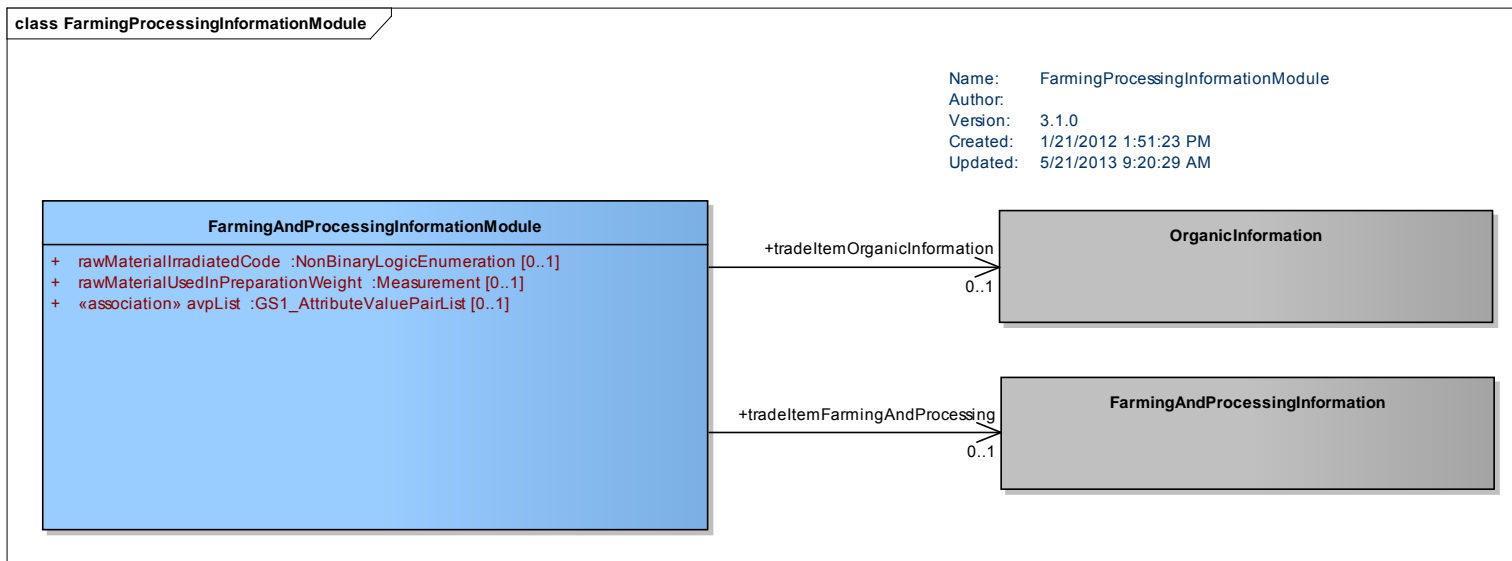 class FarmingProcessingInformationModule
Name: FarmingProcessingInformationModule
Author:
Version: 3.1.0
Created: 1/21/2012 1:51:23 PM
Updated: 5/21/2013 9:20:29 AM
FarmingAndProcessingInformationModule
+ rawMaterialIrradiatedCode :NonBinaryLogicEnumeration [0..1]
+ rawMaterialUsedInPreparationWeight :Measurement [0..1]
+ «association» avpList :GS1_AttributeValuePairList [0..1]
+tradeItemOrganicInformation
0..1
OrganicInformation
+tradeItemFarmingAndProcessing
0..1
FarmingAndProcessingInformation